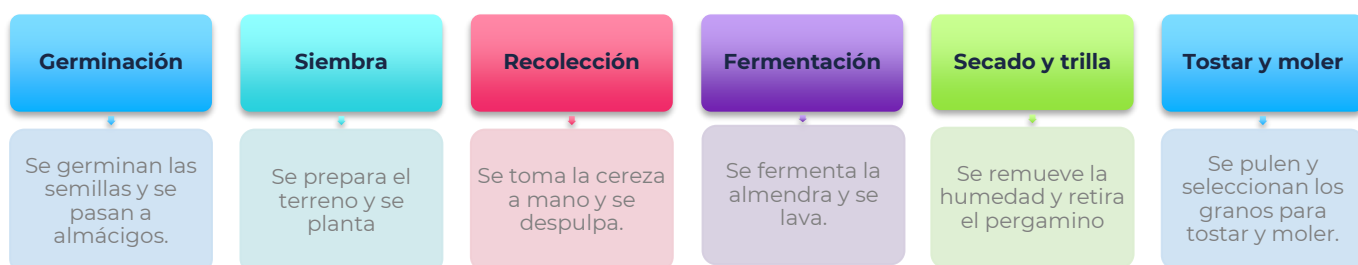 Germinación
Se germinan las
semillas y se
pasan a
almácigos.
Siembra
Se prepara el
terreno y se
planta
Recolección
Se toma la cereza
a mano y se
despulpa.
Fermentación
Se fermenta la
almendra y se
lava.
Secado y trilla
Se remueve la
humedad y retira
el pergamino
Tostar y moler
Se pulen y
seleccionan los
granos para
tostar y moler.